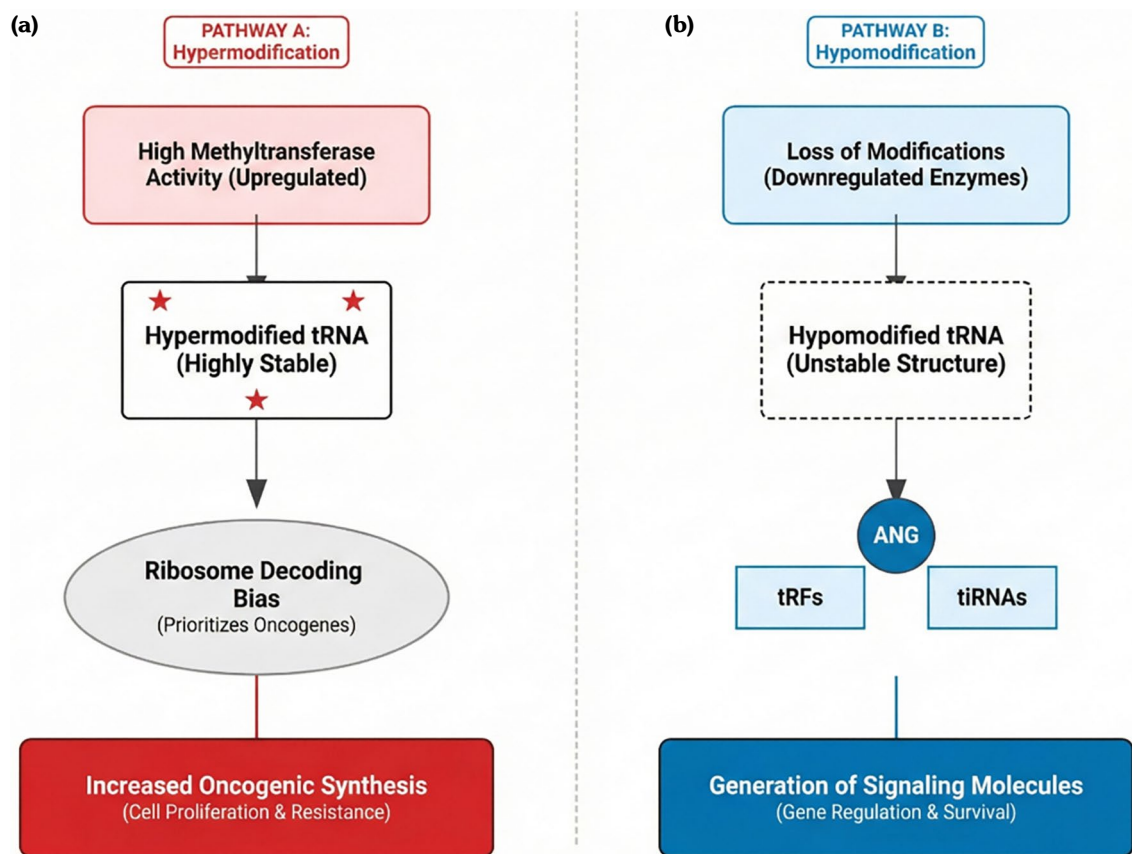 (a)
PATHWAY A:
Hypermodification
High Methyltransferase
Activity (Upregulated)
Hypermodified tRNA
(Highly Stable)
Ribosome Decoding
Bias
(Prioritizes Oncogenes)
Increased Oncogenic Synthesis
(Cell Proliferation & Resistance)
(b)
PATHWAY B:
Hypomodification
Loss of Modifications
(Downregulated Enzymes)
Hypomodified tRNA
(Unstable Structure)
ANG
tRFs
tiRNAs
Generation of Signaling Molecules
(Gene Regulation & Survival)